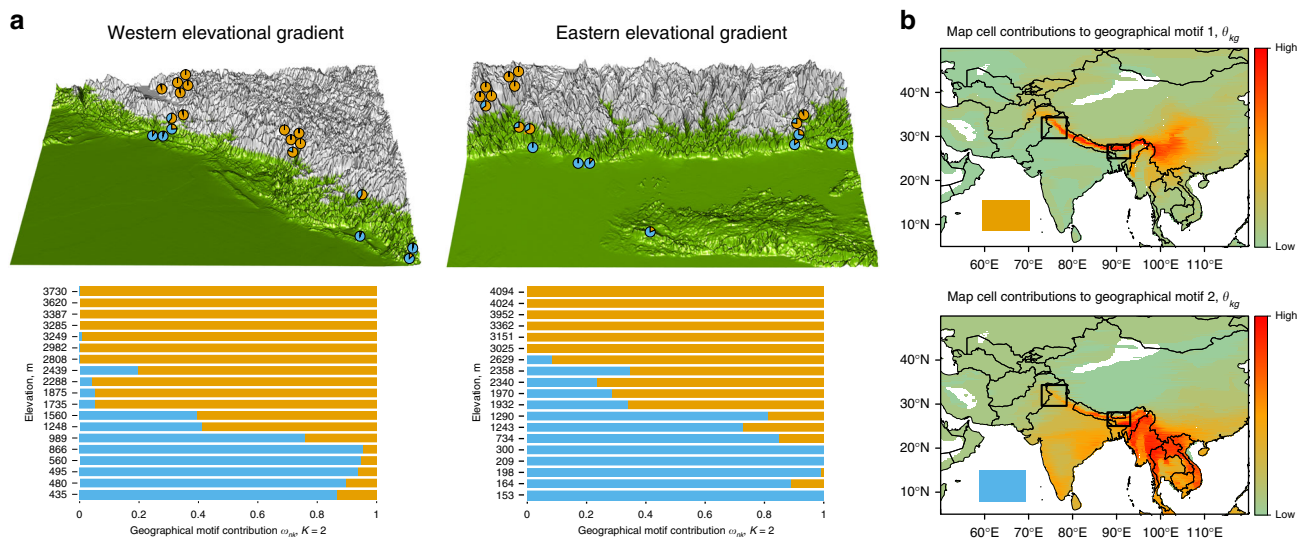 a
Western elevational gradient
Eastern elevational gradient
3730
3620
3387
3285
3249
2982
2808
2439
2288
1875
1735
1560
1248
989
866
560
495
480
435
Elevation, m
0 0.2 0.4 0.6 0.8 1
Geographical motif contribution ω_nk, K = 2
4094
4024
3952
3362
3151
3025
2629
2358
2340
1970
1932
1290
1243
734
300
209
198
164
153
Elevation, m
0 0.2 0.4 0.6 0.8 1
Geographical motif contribution ω_nk, K = 2
b
Map cell contributions to geographical motif 1, θ_kg
High
40°N
30°N
20°N
10°N
Low
60°E 70°E 80°E 90°E 100°E 110°E
Map cell contributions to geographical motif 2, θ_kg
High
40°N
30°N
20°N
10°N
Low
60°E 70°E 80°E 90°E 100°E 110°E